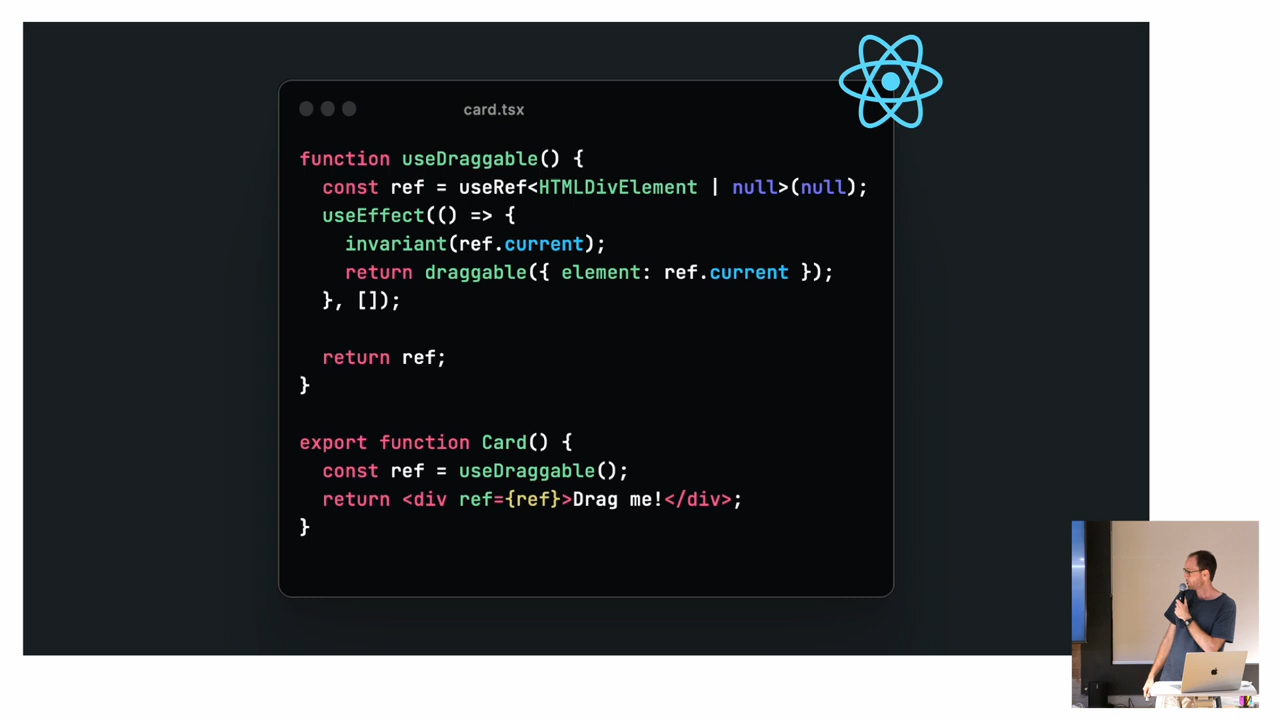 card.tsx
function useDraggable() {
  const ref = useRef<HTMLDivElement | null>(null);
  useEffect(() => {
    invariant(ref.current);
    return draggable({ element: ref.current });
  }, []);

  return ref;
}

export function Card() {
  const ref = useDraggable();
  return <div ref={ref}>Drag me!</div>;
}